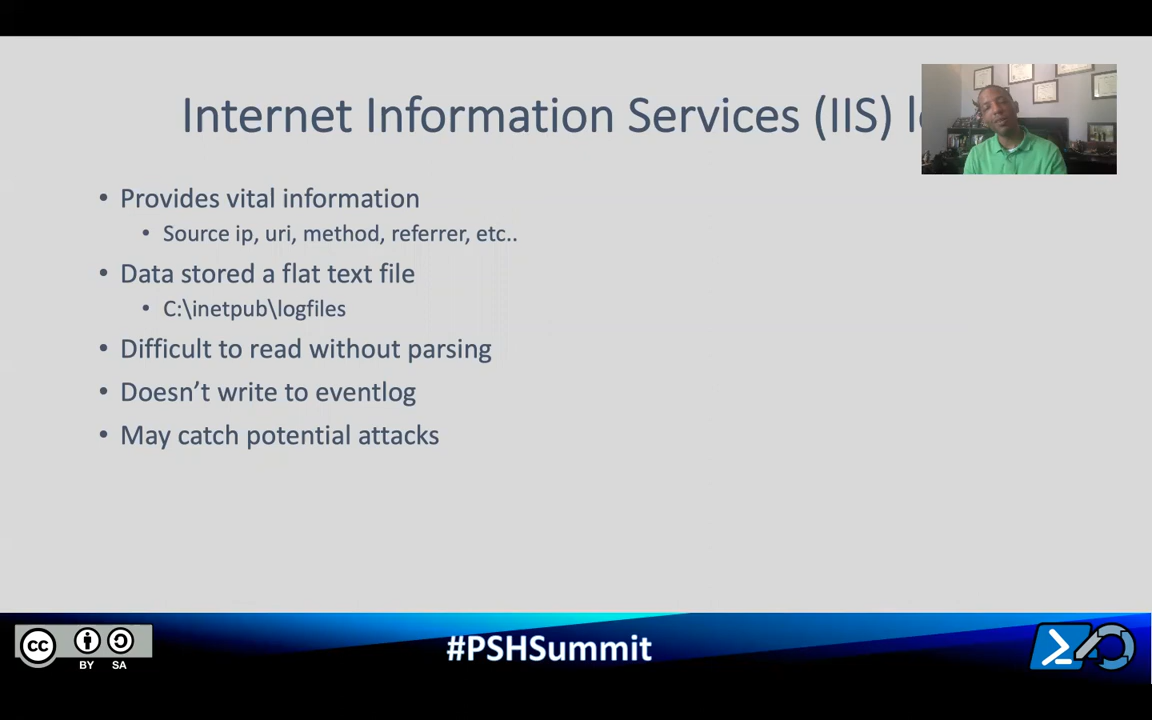 Internet Information Services (IIS)
• Provides vital information
• Source ip, uri, method, referrer, etc..
• Data stored a flat text file
• C:\inetpub\logfiles
• Difficult to read without parsing
• Doesn’t write to eventlog
• May catch potential attacks
cc
BY SA
#PSHSummit